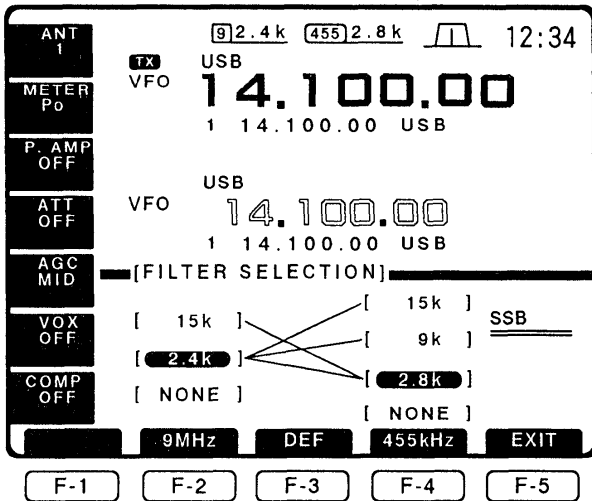 ANT 1
9 2.4k 455 2.8k 12:34
METER Po
TX
USB
VFO
14.100.00
1 14.100.00 USB
P. AMP OFF
ATT OFF
USB
VFO
14.100.00
1 14.100.00 USB
AGC MID
[FILTER SELECTION]
VOX OFF
COMP OFF
[ 15k ]
[ 2.4k ]
[ NONE ]
[ 15k ]
[ 9k ]
[ 2.8k ]
[ NONE ]
SSB
9MHz DEF 455kHz EXIT
F-1 F-2 F-3 F-4 F-5